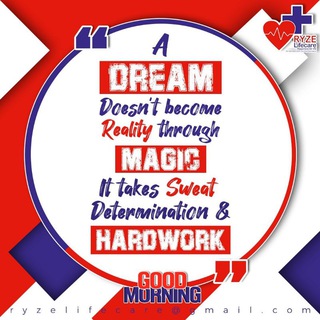 RYZE
Lifecare
“
A
DREAM
Doesn't become
Reality through
MAGIC
It takes Sweat
Determination &
HARDWORK
”
GOOD
MORNING
ryzelifecare@gmail.com